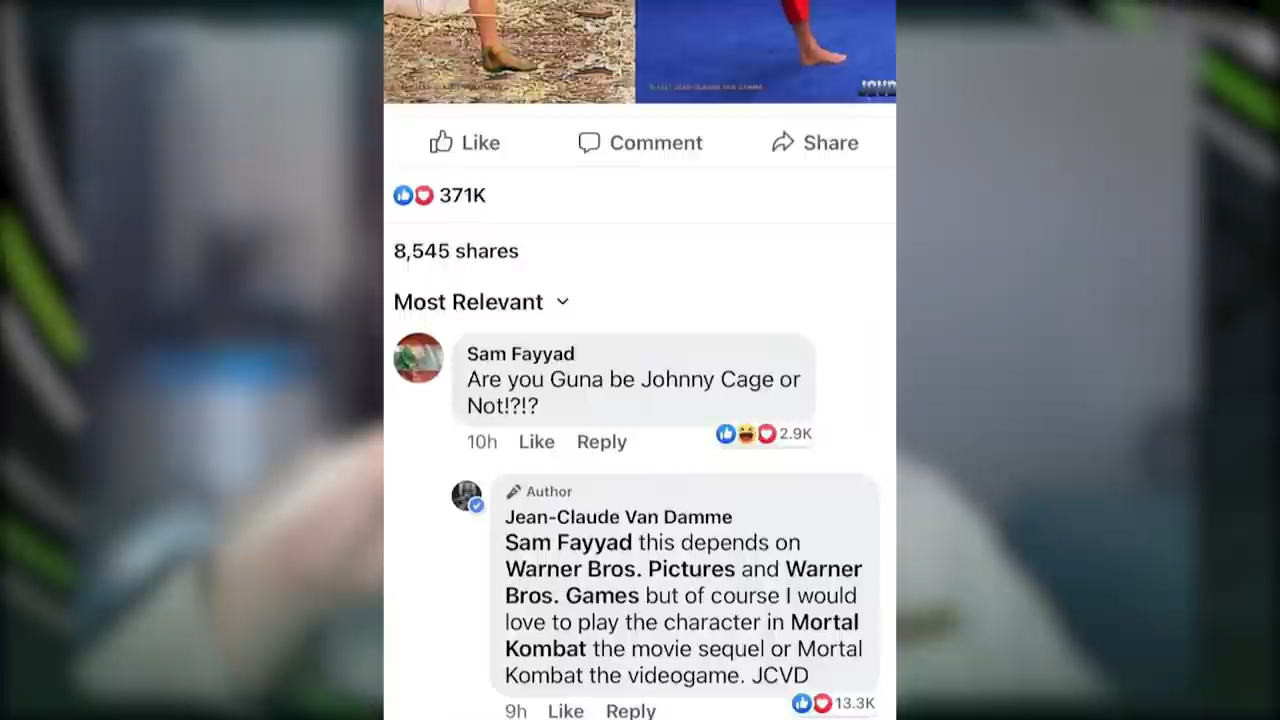 JCVD
Like Comment Share
371K
8,545 shares
Most Relevant
Sam Fayyad
Are you Guna be Johnny Cage or
Not!?!?
10h Like Reply 2.9K
Author
Jean-Claude Van Damme
Sam Fayyad this depends on
Warner Bros. Pictures and Warner
Bros. Games but of course I would
love to play the character in Mortal
Kombat the movie sequel or Mortal
Kombat the videogame. JCVD
13.3K
9h Like Reply